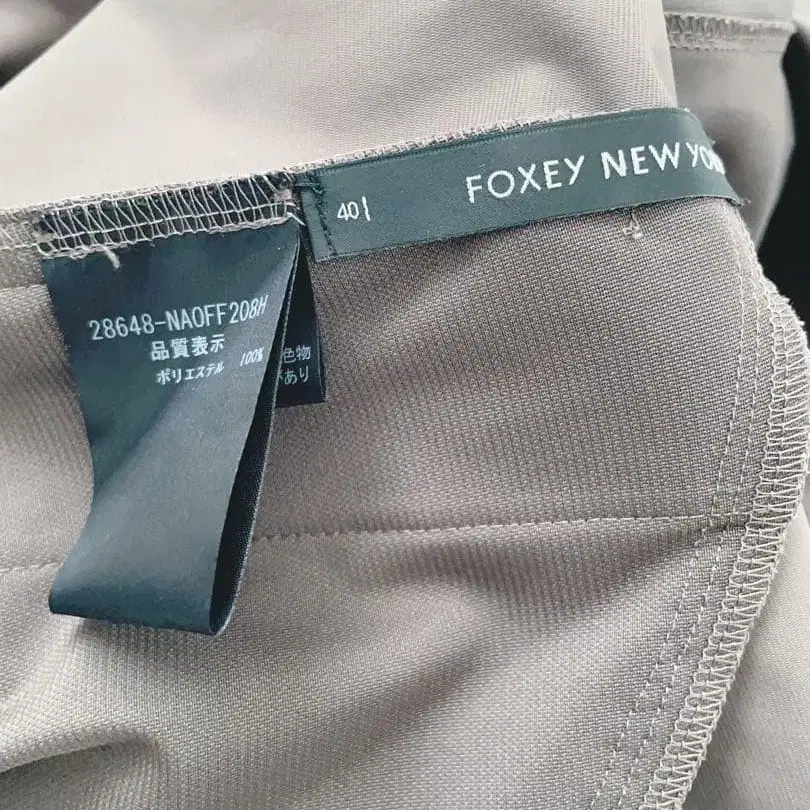 FOXEY NEW YO
40
28648-NAOFF208H
品質表示
ポリエステル 100%
色物
があり